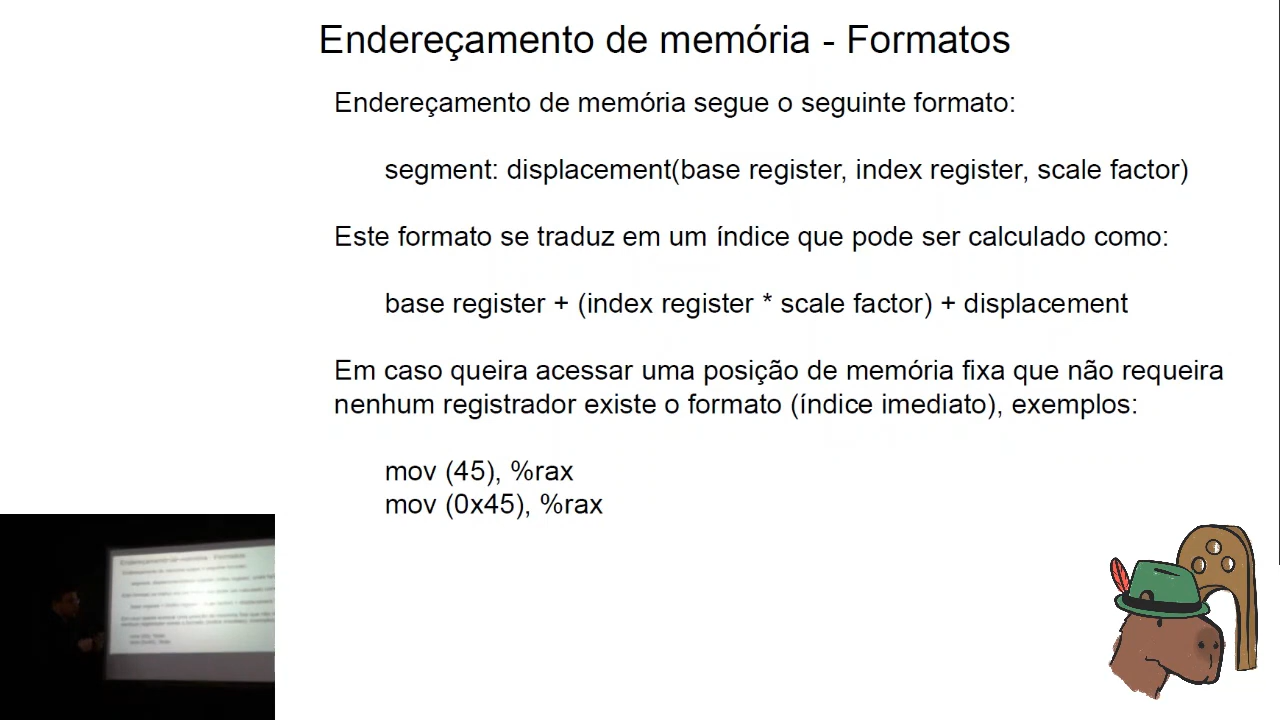 Endereçamento de memória - Formatos
Endereçamento de memória segue o seguinte formato:
segment: displacement(base register, index register, scale factor)
Este formato se traduz em um índice que pode ser calculado como:
base register + (index register * scale factor) + displacement
Em caso queira acessar uma posição de memória fixa que não requeira
nenhum registrador existe o formato (índice imediato), exemplos:
mov (45), %rax
mov (0x45), %rax